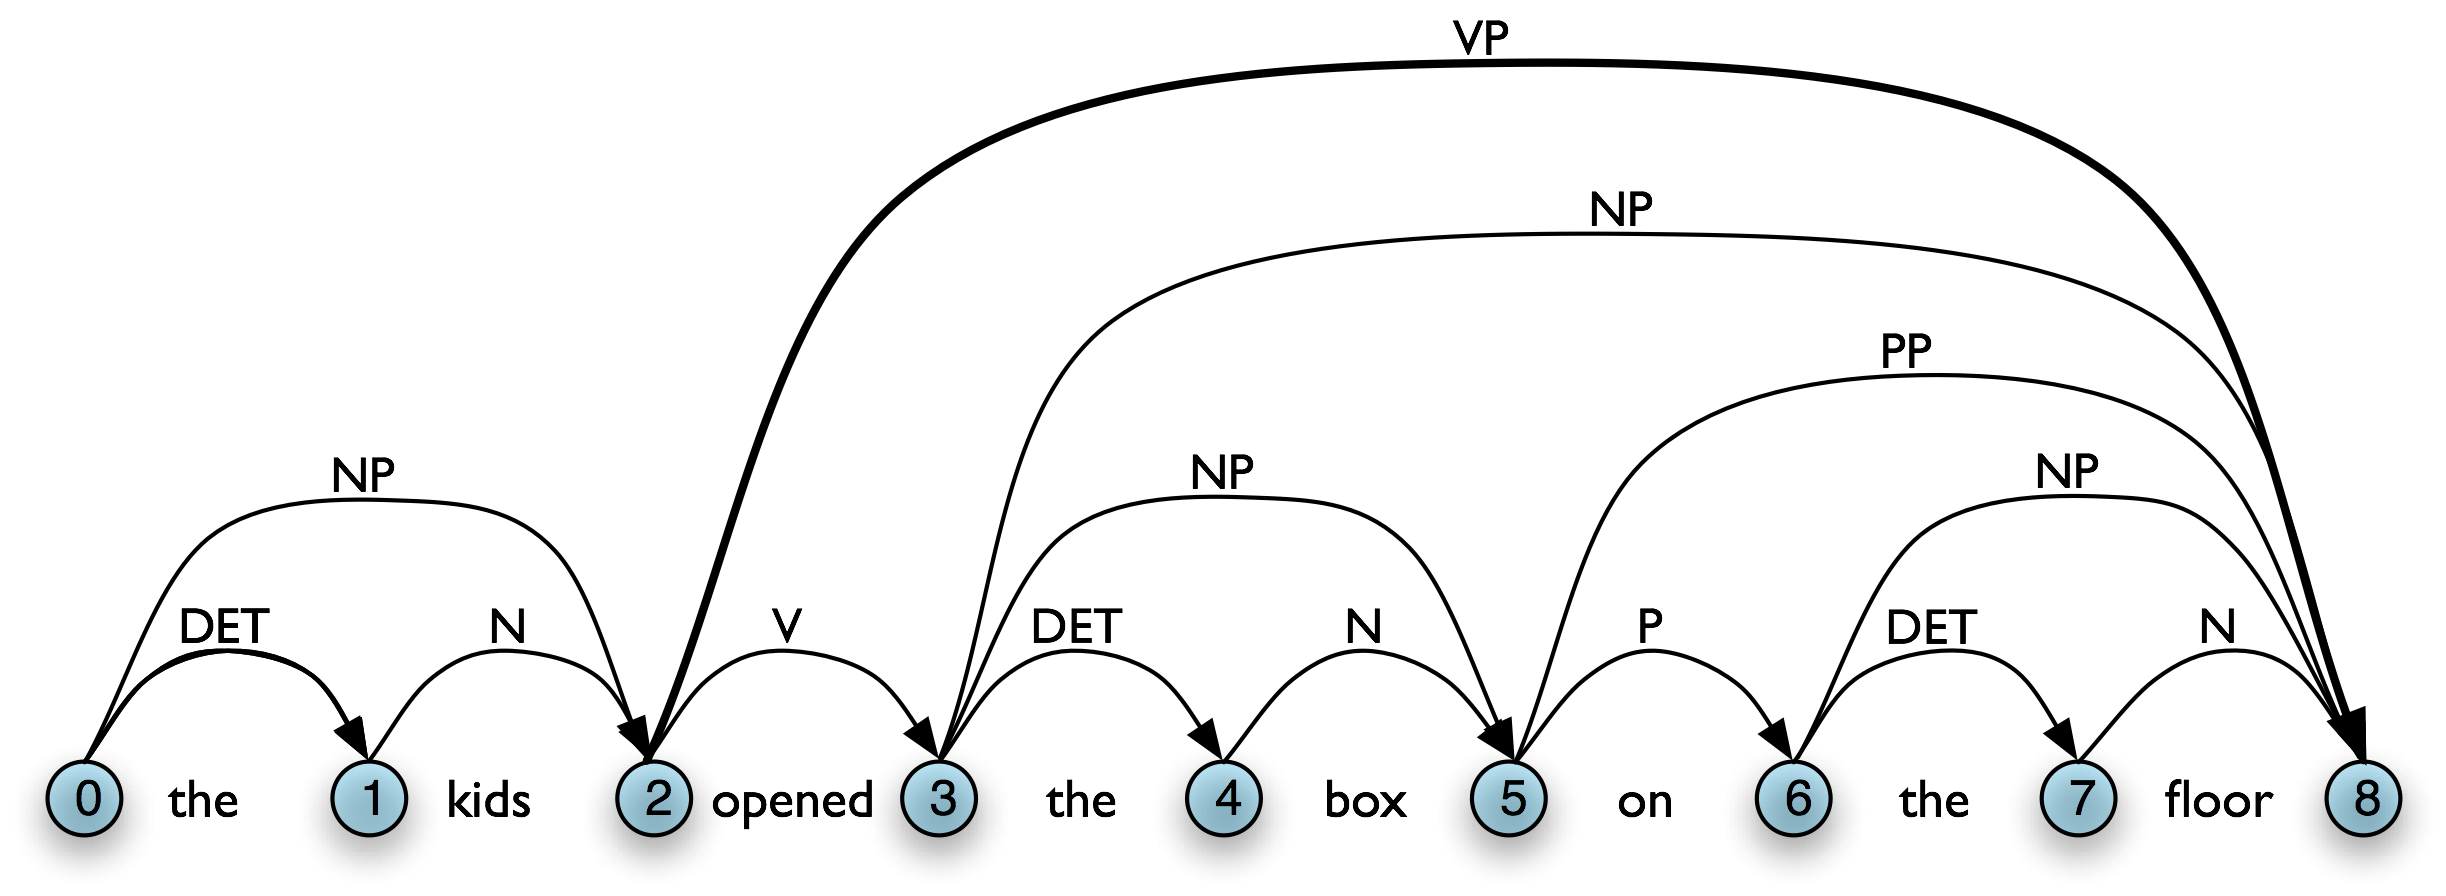 VP
NP
PP
NP NP NP
DET N V DET N P DET N
0 the 1 kids 2 opened 3 the 4 box 5 on 6 the 7 floor 8